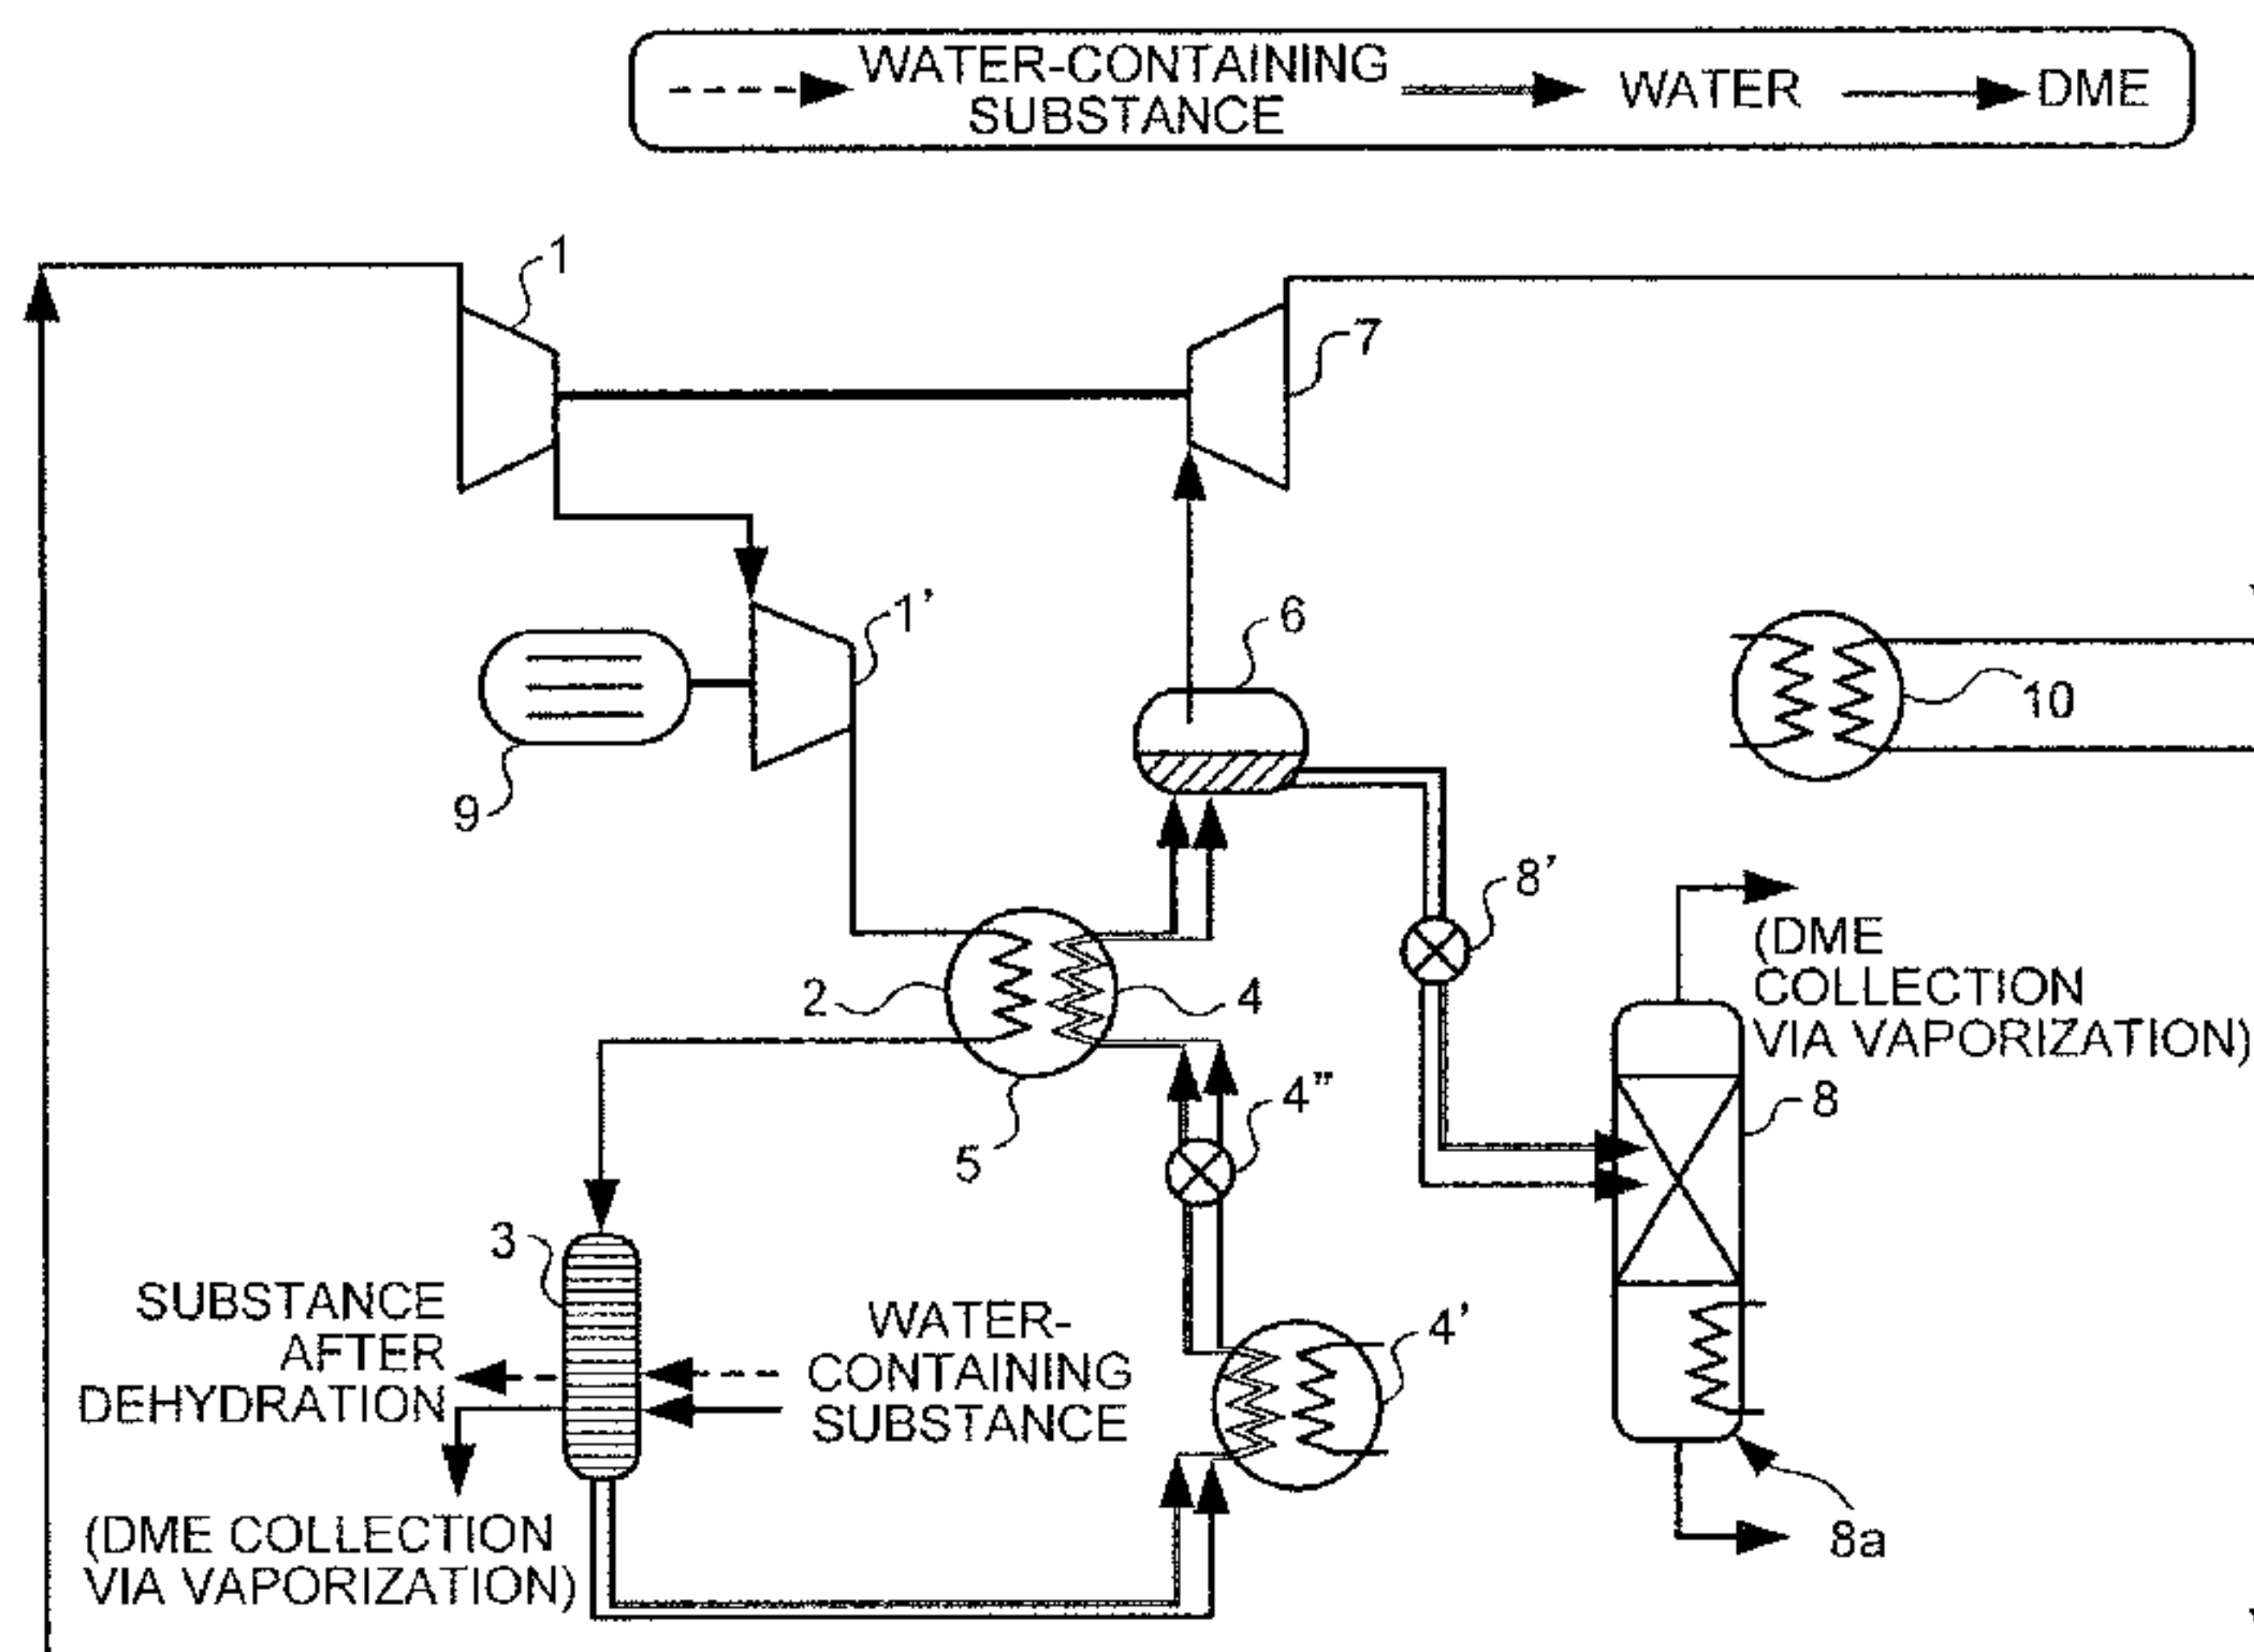 WATER-CONTAINING
SUBSTANCE
WATER
DME
1
7
1’
6
10
9
8’
(DME
COLLECTION
VIA VAPORIZATION)
2
4
4”
8
5
3
SUBSTANCE
AFTER
DEHYDRATION
WATER-
CONTAINING
SUBSTANCE
4’
(DME COLLECTION
VIA VAPORIZATION)
8a